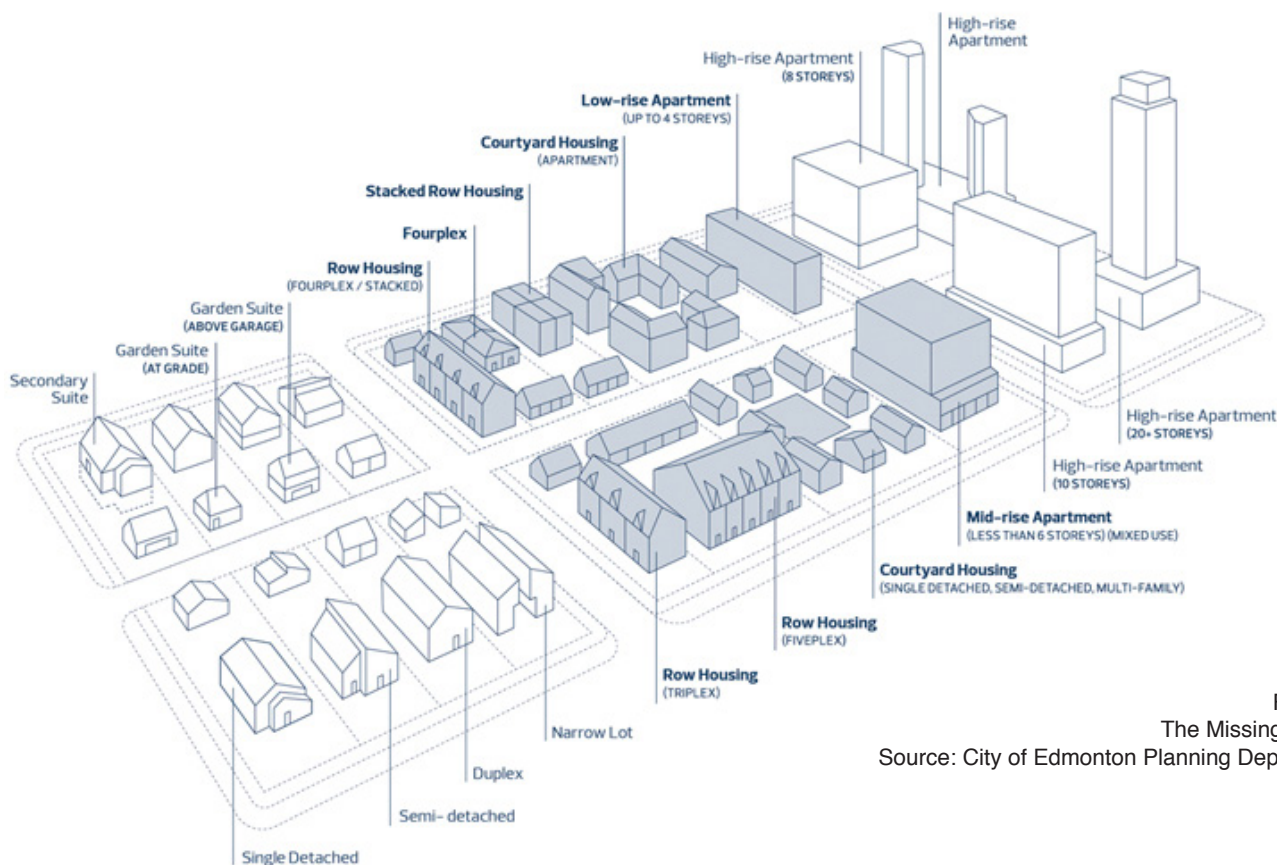 High-rise
Apartment
High-rise Apartment
(8 STOREYS)
Low-rise Apartment
(UP TO 4 STOREYS)
Courtyard Housing
(APARTMENT)
Stacked Row Housing
Fourplex
Row Housing
(FOURPLEX / STACKED)
Garden Suite
(ABOVE GARAGE)
Garden Suite
(AT GRADE)
Secondary
Suite
High-rise Apartment
(20+ STOREYS)
High-rise Apartment
(10 STOREYS)
Mid-rise Apartment
(LESS THAN 6 STOREYS) (MIXED USE)
Courtyard Housing
(SINGLE DETACHED, SEMI-DETACHED, MULTI-FAMILY)
Row Housing
(FIVEPLEX)
Row Housing
(TRIPLEX)
Narrow Lot
Duplex
Semi- detached
Single Detached
The Missing
Source: City of Edmonton Planning Dep